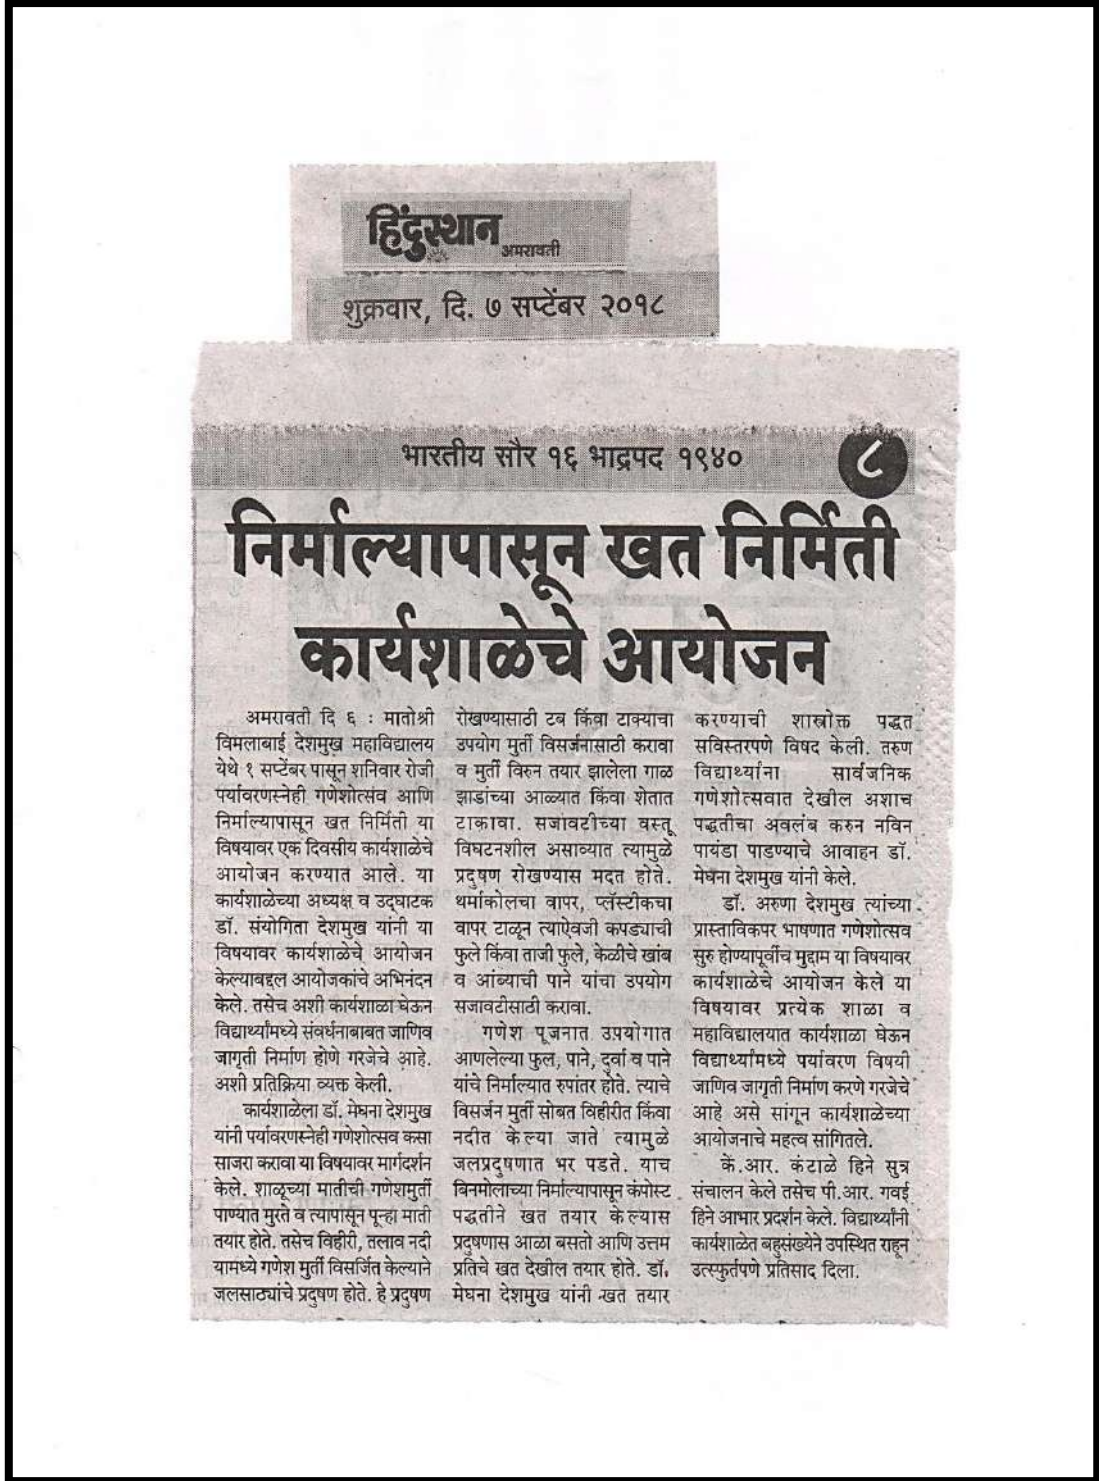 हिंदुस्थान
अमरावती
शुक्रवार, दि. ७ सप्टेंबर २०१८
भारतीय सौर १६ भाद्रपद १९४०
८
निर्माल्यापासून खत निर्मिती
कार्यशाळेचे आयोजन
अमरावती दि ६ : मातोश्री
विमलाबाई देशमुख महाविद्यालय
येथे १ सप्टेंबर पासून शनिवार रोजी
पर्यावरणस्नेही गणेशोत्संव आणि
निर्माल्यापासून खत निर्मिती या
विषयावर एक दिवसीय कार्यशाळेचे
आयोजन करण्यात आले. या
कार्यशाळेच्या अध्यक्ष व उद्घाटक
डॉ. संयोगिता देशमुख यांनी या
विषयावर कार्यशाळेचे आयोजन
केल्याबद्दल आयोजकांचे अभिनंदन
केले. तसेच अशी कार्यशाळा घेऊन
विद्यार्थ्यांमध्ये संवर्धनाबाबत जाणिव
जागृती निर्माण होणे गरजेचे आहे.
अशी प्रतिक्रिया व्यक्त केली.
कार्यशाळेला डॉ. मेघना देशमुख
यांनी पर्यावरणस्नेही गणेशोत्सव कसा
साजरा करावा या विषयावर मार्गदर्शन
केले. शाळूच्या मातीची गणेशमुर्ती
पाण्यात मुरते व त्यापासून पून्हा माती
तयार होते. तसेच विहीरी, तलाव नदी
यामंध्ये गणेश मुर्ती विसर्जित केल्याने
जलसाठ्यांचे प्रदुषण होते. हे प्रदुषण
रोखण्यासाठी टब किंवा टाक्याचा
उपयोग मुर्ती विसर्जनासाठी करावा
व मुर्ती विरुन तयार झालेला गाळ
झाडांच्या आळ्यात किंवा शेतात
टाकावा. सजावटीच्या वस्तू
विघटनशील असाव्यात त्यामुळे
प्रदुषण रोखण्यास मदत होते.
थर्माकोलचा वापर, प्लॅस्टीकचा
वापर टाळून त्याऐवजी कपड्याची
फुले किंवा ताजी फुले, केळीचे खांब
व आंब्याची पाने यांचा उपयोग
सजावटीसाठी करावा.
गणेश पूजनात उपयोगात
आणलेल्या फुल, पाने, दुर्वा व पाने
यांचे निर्माल्यात रुपांतर होते. त्याचे
विसर्जन मुर्ती सोबत विहीरीत किंवा
नदीत केल्या जाते त्यामुळे
जलप्रदुषणात भर पडते. याच
बिनमोलाच्या निर्माल्यापासून कंपोस्ट
पद्धतीने खत तयार केल्यास
प्रदुषणास आळा बसतो आणि उत्तम
प्रतिचे खत देखील तयार होते. डॉ.
मेघना देशमुख यांनी खत तयार
करण्याची शास्त्रोक्त पद्धत
सविस्तरपणे विषद केली. तरुण
विद्यार्थ्यांना सार्वजनिक
गणेशोत्सवात देखील अशाच
पद्धतीचा अवलंब करुन नविन
पायंडा पाडण्याचे आवाहन डॉ.
मेघना देशमुख यांनी केले.
डॉ. अरुणा देशमुख त्यांच्या
प्रास्ताविकपर भाषणात गणेशोत्सव
सुरु होण्यापूर्वीच मुद्दाम या विषयावर
कार्यशाळेचे आयोजन केले या
विषयावर प्रत्येक शाळा व
महाविद्यालयात कार्यशाळा घेऊन
विद्यार्थ्यांमध्ये पर्यावरण विषयी
जाणिव जागृती निर्माण करणे गरजेचे
आहे असे सांगून कार्यशाळेच्या
आयोजनाचे महत्व सांगितले.
कें.आर. कंटाळे हिने सुत्र
संचालन केले तसेच पी.आर. गवई
हिने आभार प्रदर्शन केले. विद्यार्थ्यांनी
कार्यशाळेत बहुसंख्येने उपस्थित राहून
उत्स्फुर्तपणे प्रतिसाद दिला.